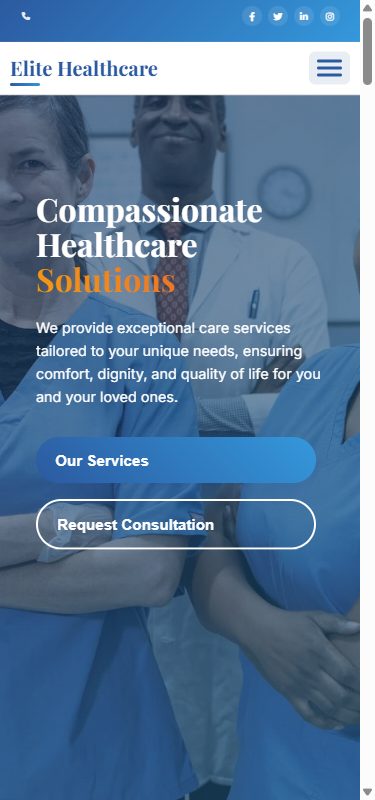 Elite Healthcare
Compassionate
Healthcare
Solutions
We provide exceptional care services
tailored to your unique needs, ensuring
comfort, dignity, and quality of life for you
and your loved ones.
Our Services
Request Consultation